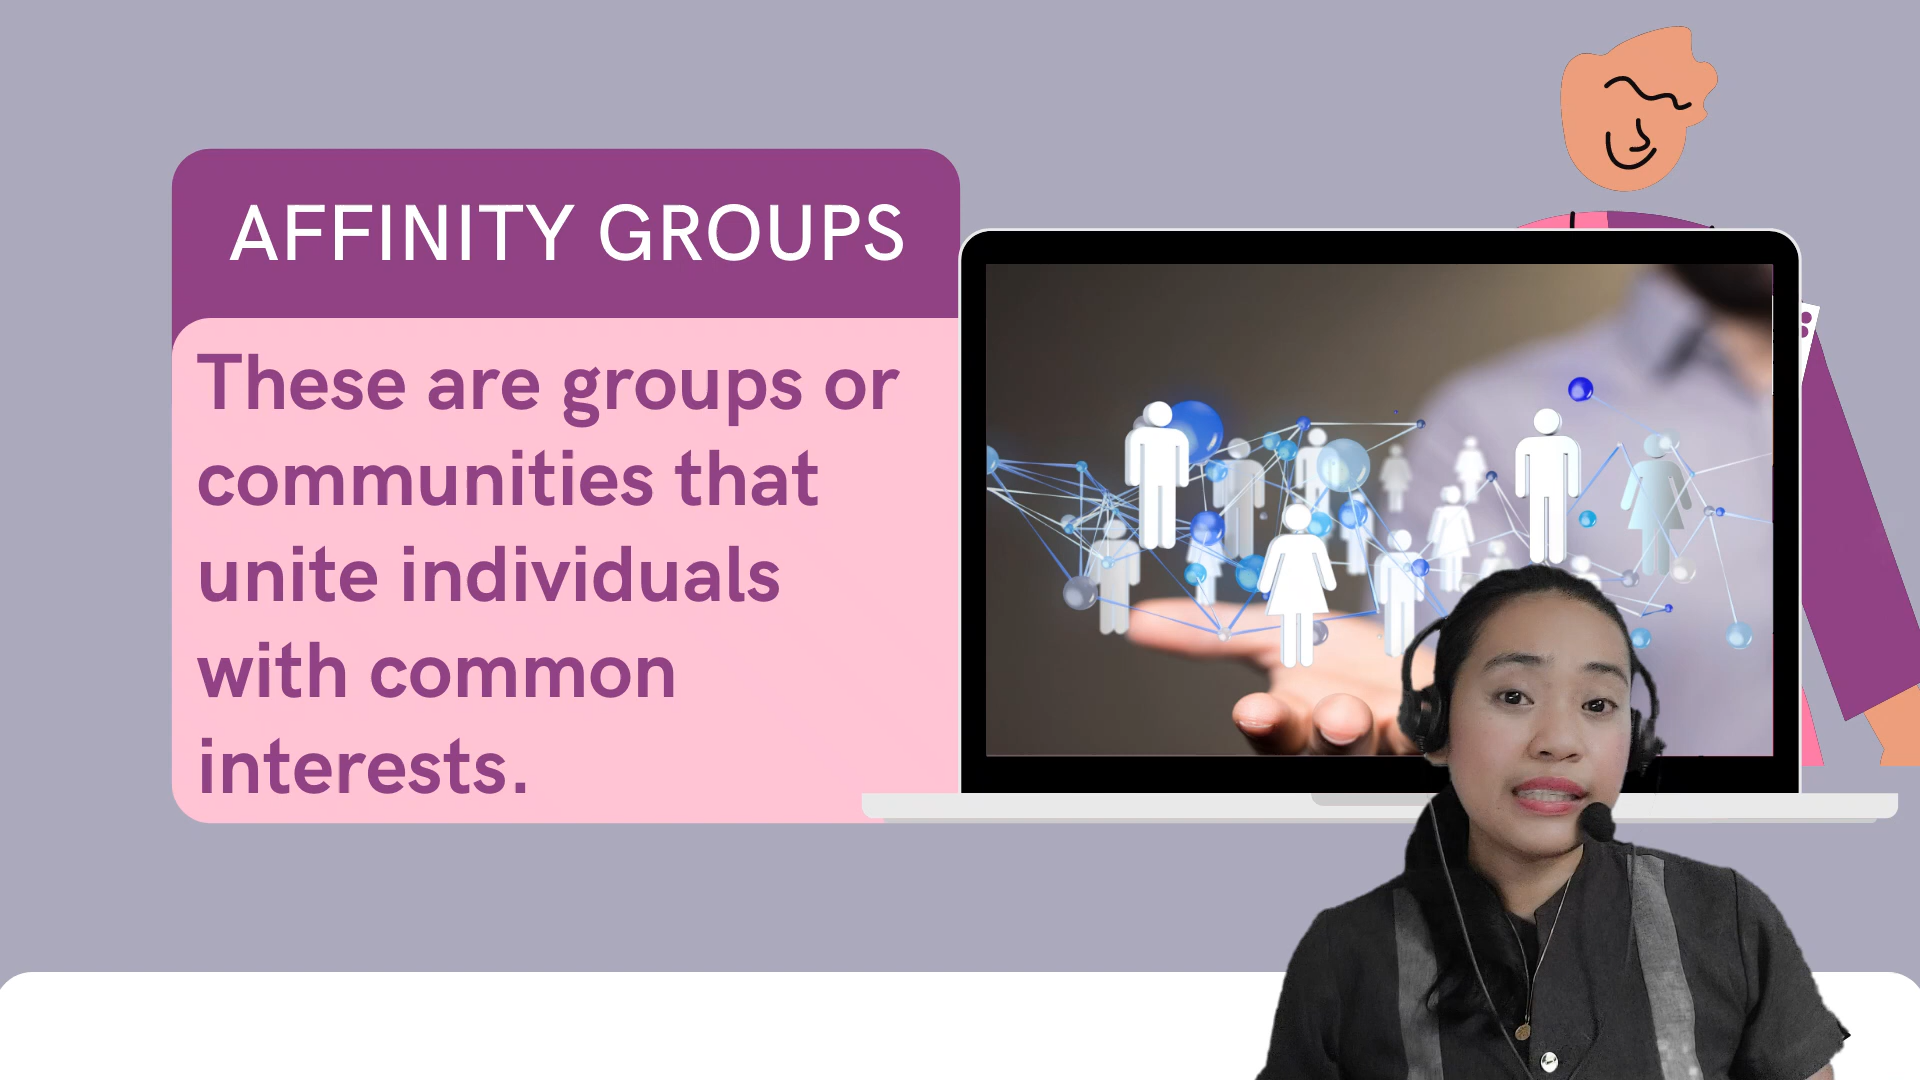 AFFINITY GROUPS
These are groups or
communities that
unite individuals
with common
interests.